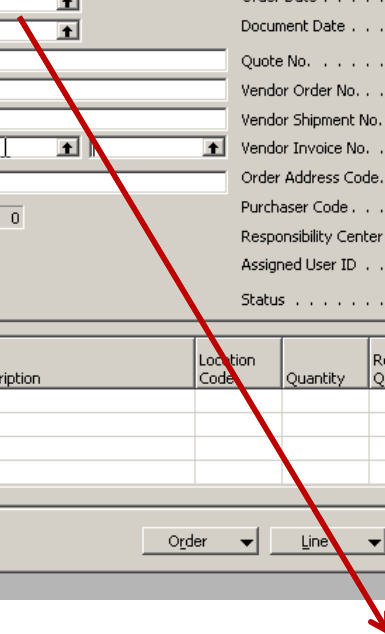 Document Date . . .
Quote No. . . . . .
Vendor Order No. . .
Vendor Shipment No.
Vendor Invoice No. .
Order Address Code.
0
Purchaser Code . . .
Responsibility Center
Assigned User ID . .
Status . . . . . . .
ription
Location
Code
Quantity
Order
Line